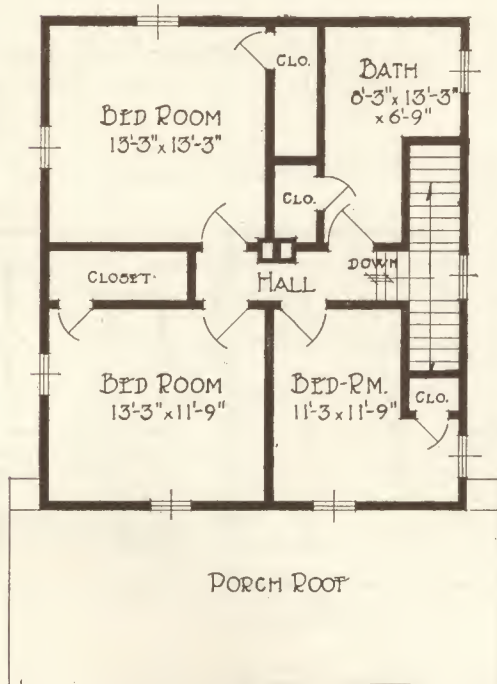 CLO.
BATH
8'-3" x 13'-3"
x 6'-9"
BED ROOM
13'-3" x 13'-3"
CLO.
DOWN
CLOSET
HALL
BED ROOM
13'-3" x 11'-9"
BED-RM.
11'-3 x 11'-9"
CLO.
PORCH ROOF